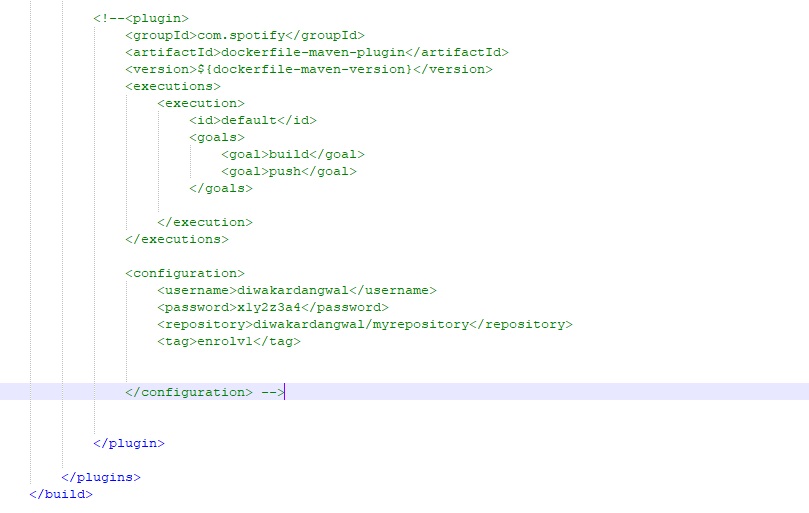 <!--<plugin>
<groupId>com.spotify</groupId>
<artifactId>dockerfile-maven-plugin</artifactId>
<version>${dockerfile-maven-version}</version>
<executions>
<execution>
<id>default</id>
<goals>
<goal>build</goal>
<goal>push</goal>
</goals>
</execution>
</executions>
<configuration>
<username>diwakardangwal</username>
<password>x1y2z3a4</password>
<repository>diwakardangwal/myrepository</repository>
<tag>enrolv1</tag>
</configuration> -->
</plugin>
</plugins>
</build>